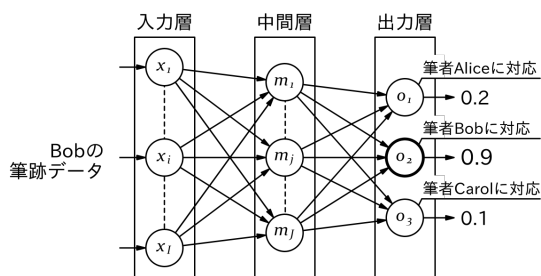 入力層 中間層 出力層
Bobの
筆跡データ
x₁
xᵢ
x_I
m₁
mⱼ
m_J
筆者Aliceに対応
o₁ 0.2
筆者Bobに対応
o₂ 0.9
筆者Carolに対応
o₃ 0.1